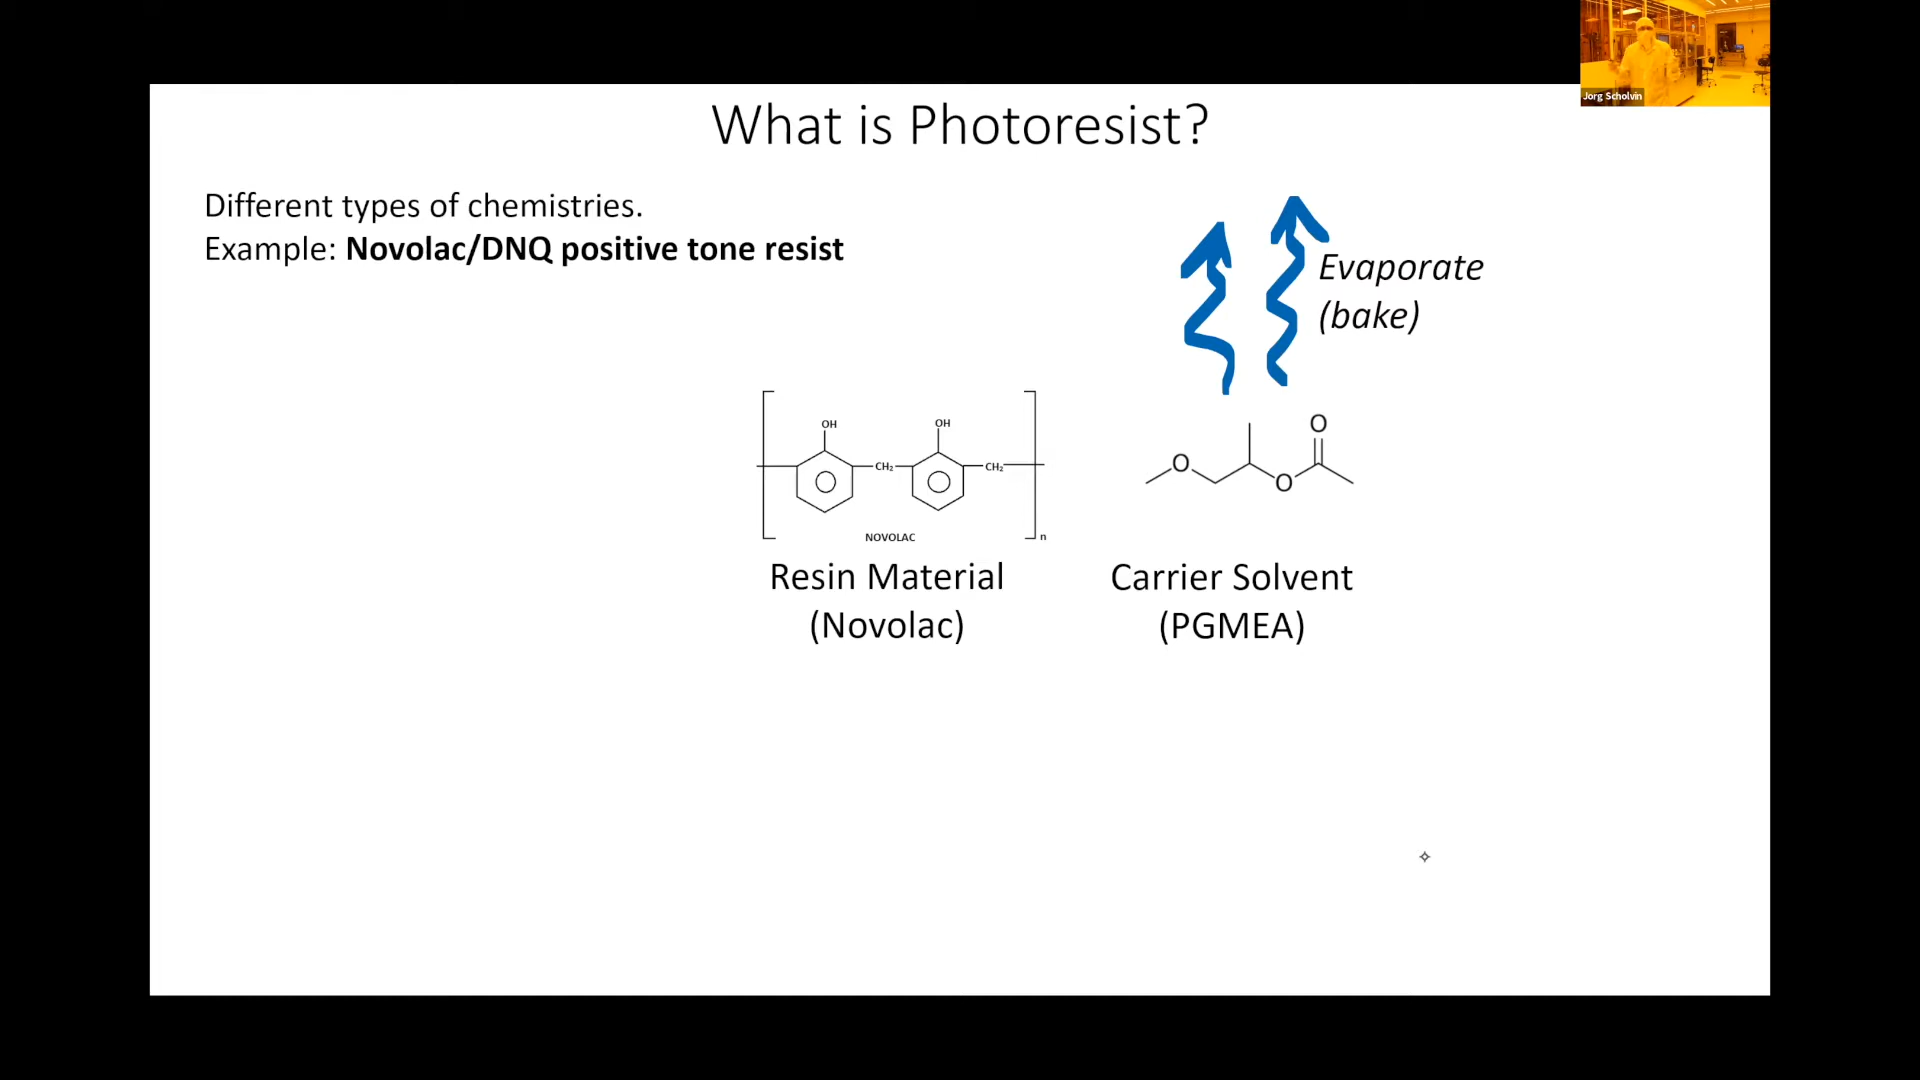 Jorg Scholvin
What is Photoresist?
Different types of chemistries.
Example: Novolac/DNQ positive tone resist
Evaporate
(bake)
OH
OH
CH2
CH2
NOVOLAC
n
O
O
O
Resin Material
(Novolac)
Carrier Solvent
(PGMEA)